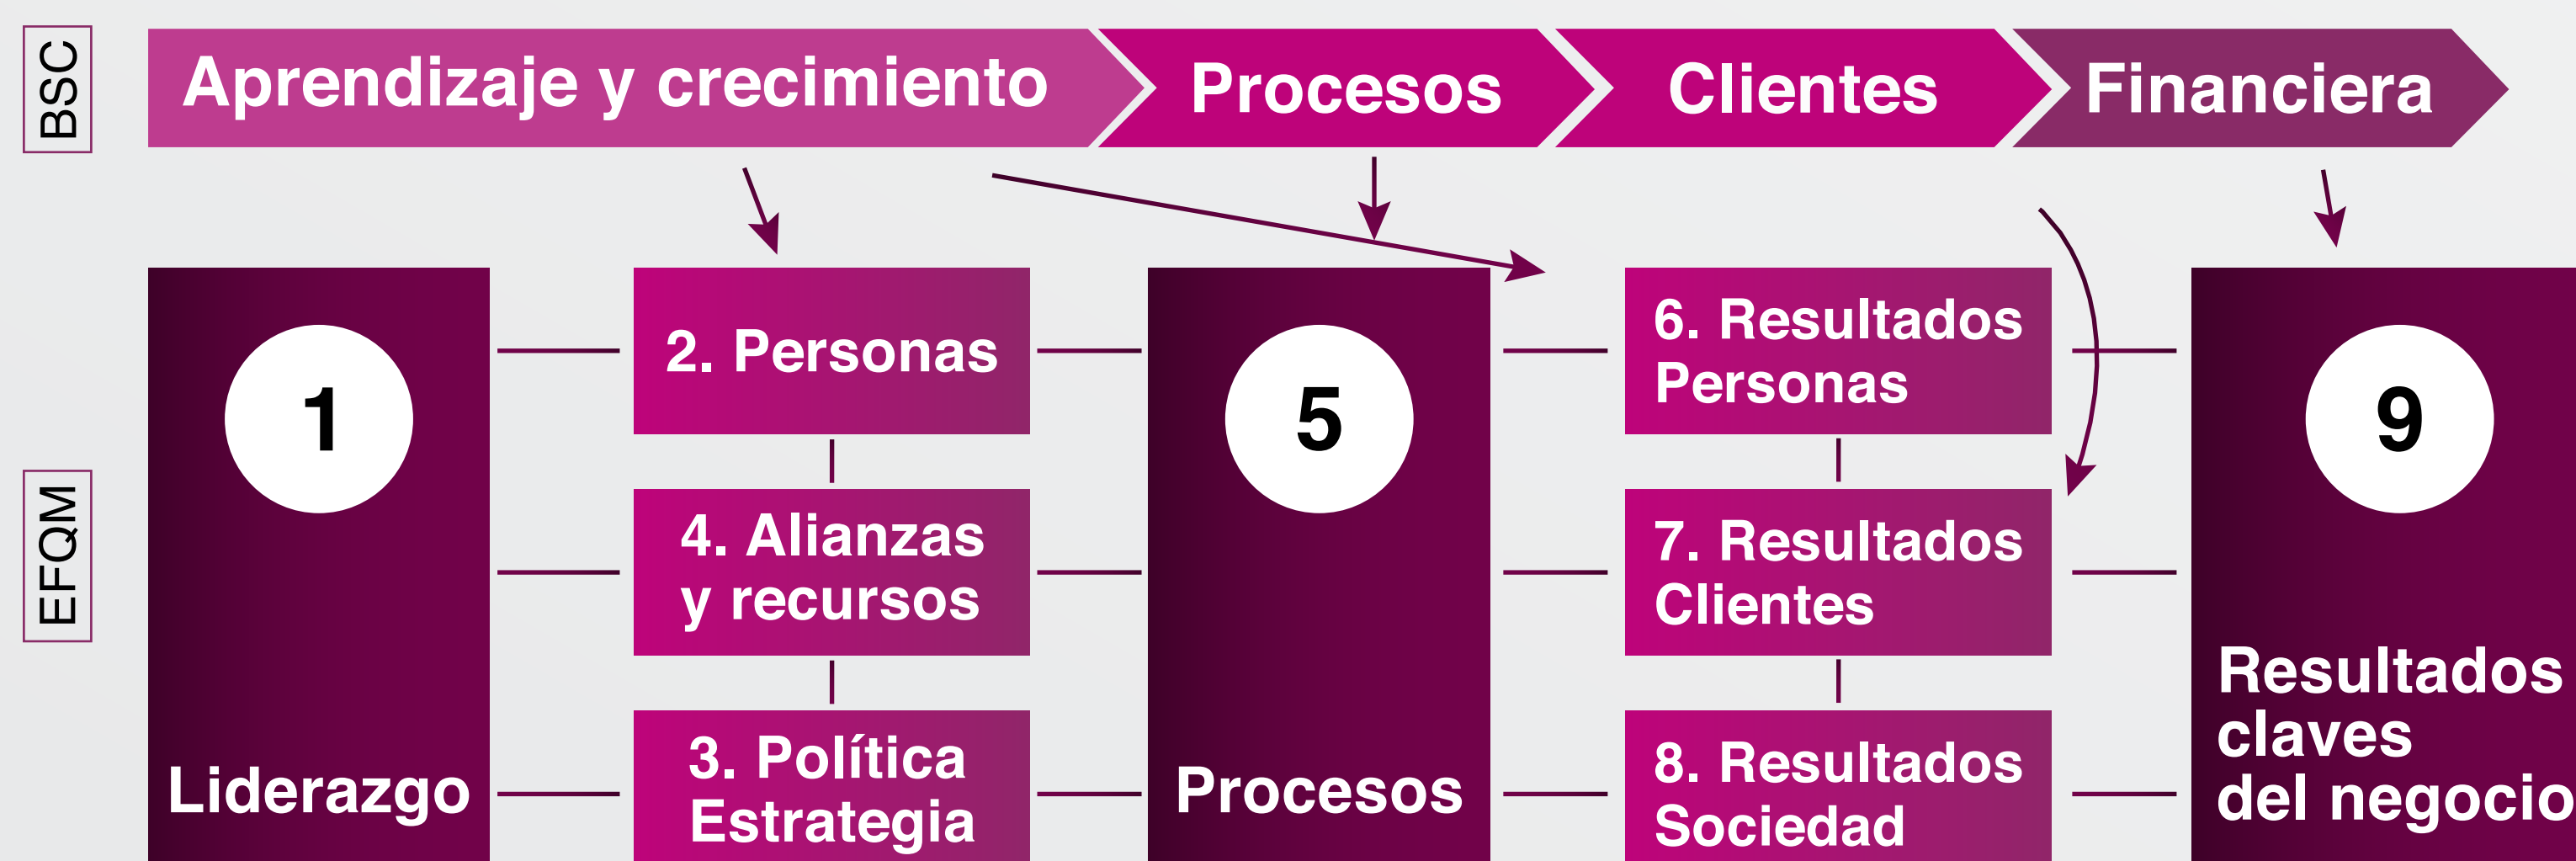 BSC
Aprendizaje y crecimiento
Procesos
Clientes
Financiera
EFQM
1
Liderazgo
2. Personas
4. Alianzas
y recursos
3. Política
Estrategia
5
Procesos
6. Resultados
Personas
7. Resultados
Clientes
8. Resultados
Sociedad
9
Resultados
claves
del negocio